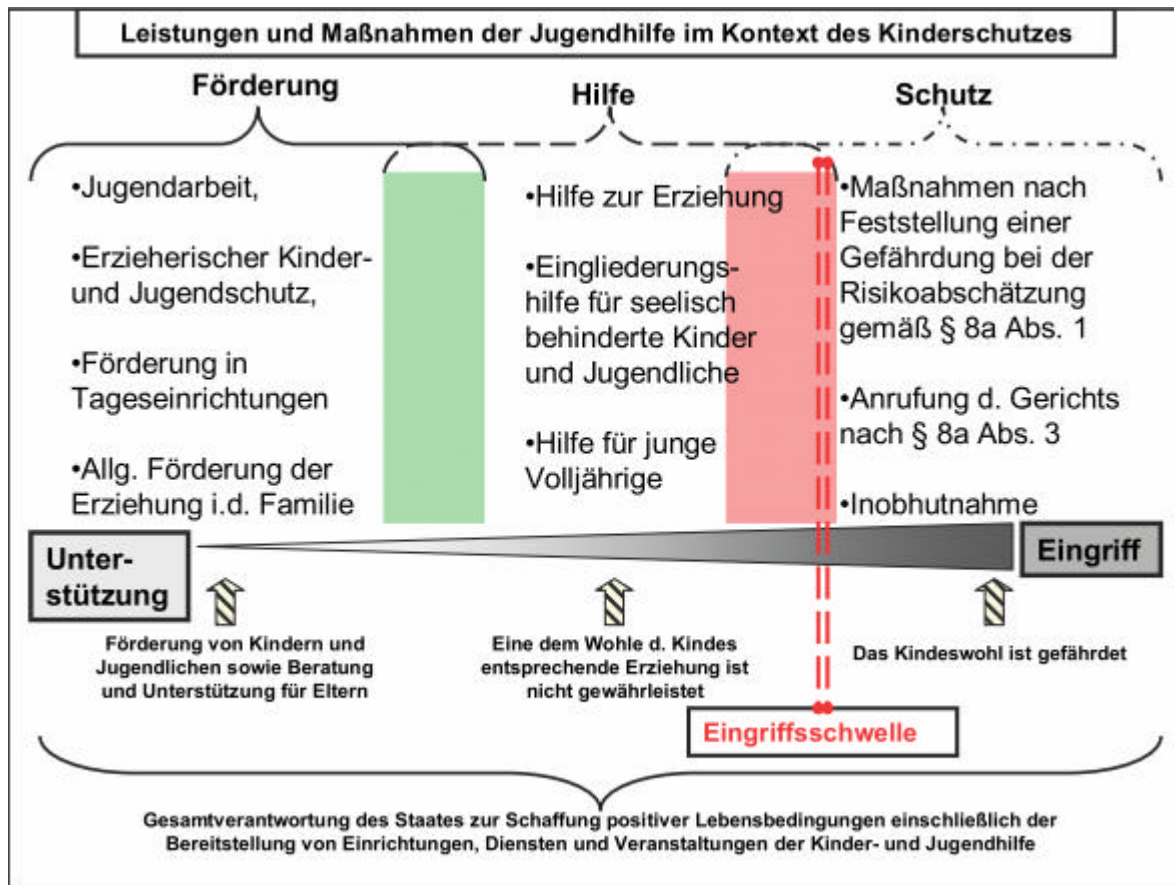 Leistungen und Maßnahmen der Jugendhilfe im Kontext des Kinderschutzes
Förderung
Hilfe
Schutz
•Jugendarbeit,
•Erzieherischer Kinder-
und Jugendschutz,
•Förderung in
Tageseinrichtungen
•Allg. Förderung der
Erziehung i.d. Familie
•Hilfe zur Erziehung
•Eingliederungs-
hilfe für seelisch
behinderte Kinder
und Jugendliche
•Hilfe für junge
Volljährige
•Maßnahmen nach
Feststellung einer
Gefährdung bei der
Risikoabschätzung
gemäß § 8a Abs. 1
•Anrufung d. Gerichts
nach § 8a Abs. 3
•Inobhutnahme
Unter-
stützung
Eingriff
Förderung von Kindern und
Jugendlichen sowie Beratung
und Unterstützung für Eltern
Eine dem Wohle d. Kindes
entsprechende Erziehung ist
nicht gewährleistet
Das Kindeswohl ist gefährdet
Eingriffsschwelle
Gesamtverantwortung des Staates zur Schaffung positiver Lebensbedingungen einschließlich der
Bereitstellung von Einrichtungen, Diensten und Veranstaltungen der Kinder- und Jugendhilfe